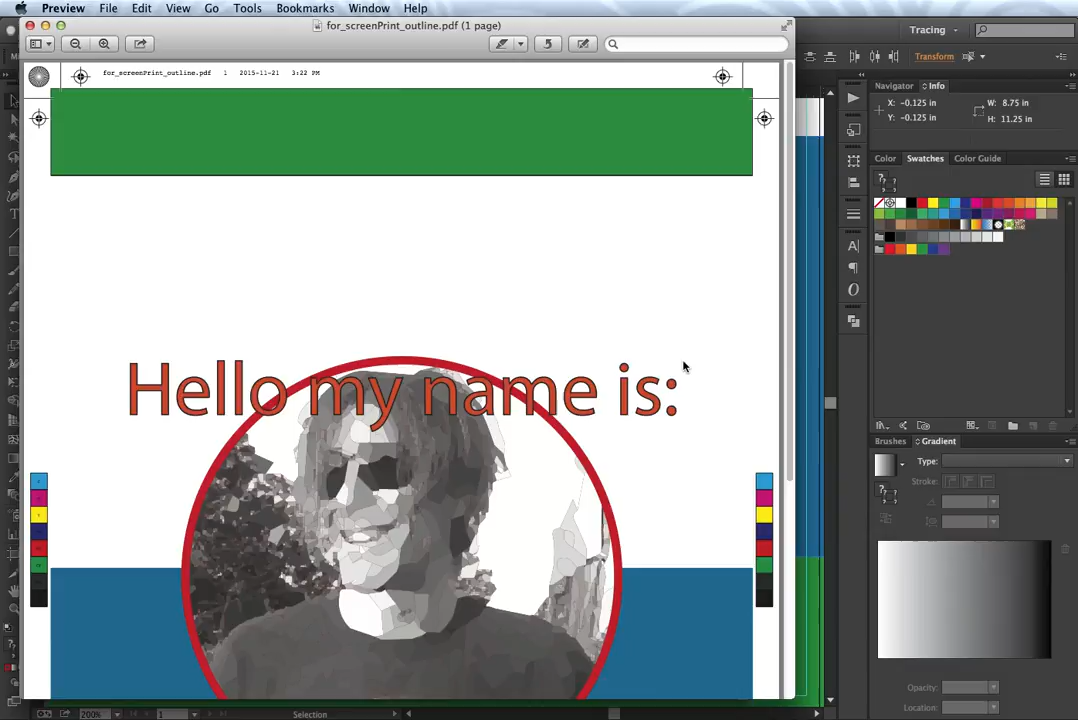 Preview File Edit View Go Tools Bookmarks Window Help
for_screenPrint_outline.pdf (1 page)
Tracing
Transform
for_screenPrint_outline.pdf 1 2015-11-21 3:22 PM
Navigator Info
X: -0.125 in
Y: -0.125 in
W: 8.75 in
H: 11.25 in
Color Swatches Color Guide
Hello my name is:
Brushes Gradient
Type:
Stroke:
Opacity:
Location:
200% 1 Selection